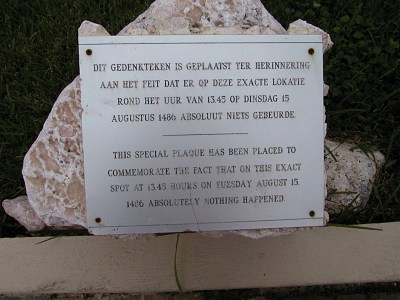 DIT GEDENKTEKEN IS GEPLAATST TER HERINNERING
AAN HET FEIT DAT ER OP DEZE EXACTE LOKATIE
ROND HET UUR VAN 13.45 OP DINSDAG 15
AUGUSTUS 1486 ABSOLUUT NIETS GEBEURDE.
THIS SPECIAL PLAQUE HAS BEEN PLACED TO
COMMEMORATE THE FACT THAT ON THIS EXACT
SPOT AT 13.45 HOURS ON TUESDAY AUGUST 15,
1486 ABSOLUTELY NOTHING HAPPENED.